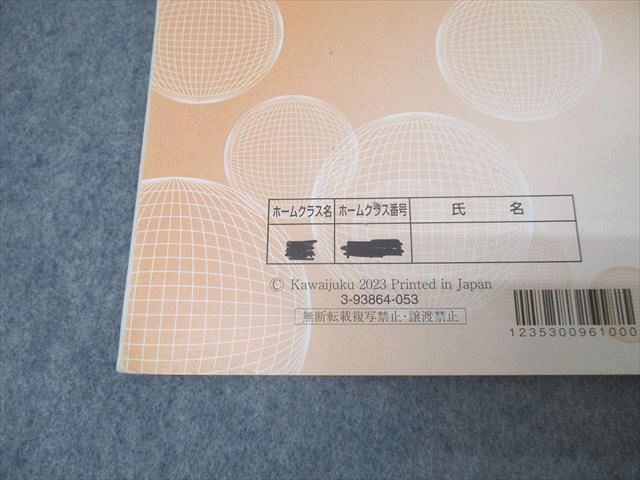 ホームクラス名 ホームクラス番号 氏 名
© Kawaijuku 2023 Printed in Japan
3-93864-053
無断転載複写禁止・譲渡禁止
1235300961000